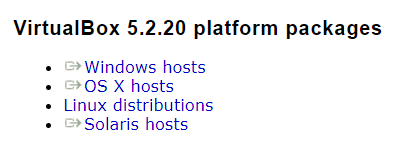 VirtualBox 5.2.20 platform packages
Windows hosts
OS X hosts
Linux distributions
Solaris hosts